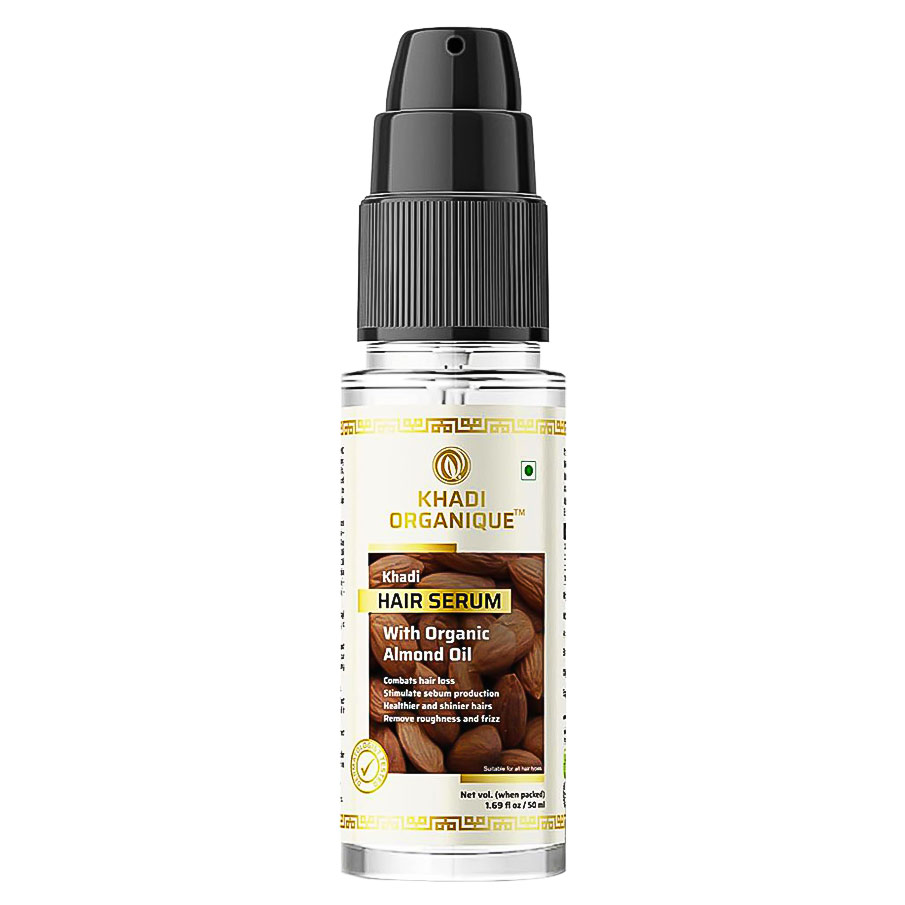 KHADI
ORGANIQUE™
Khadi
HAIR SERUM
With Organic
Almond Oil
Combats hair loss
Stimulate sebum production
Healthier and shinier hairs
Remove roughness and frizz
DERMATOLOGIST TESTED
Suitable for all hair types
Net vol. (when packed)
1.69 fl oz / 50 ml